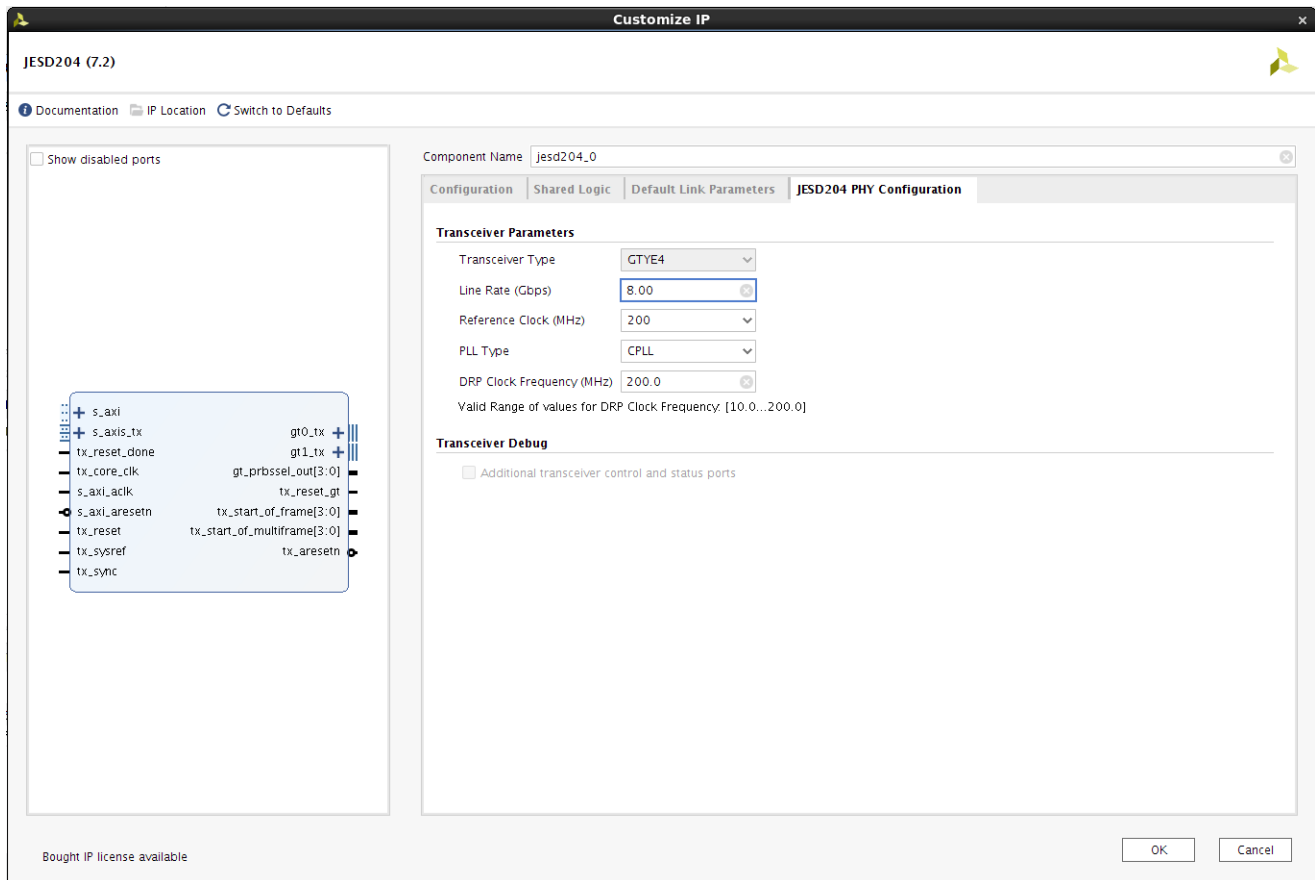 Customize IP
JESD204 (7.2)
Documentation IP Location Switch to Defaults
Show disabled ports
s_axi
s_axis_tx
tx_reset_done
tx_core_clk
s_axi_aclk
s_axi_aresetn
tx_reset
tx_sysref
tx_sync
gt0_tx
gt1_tx
gt_prbssel_out[3:0]
tx_reset_gt
tx_start_of_frame[3:0]
tx_start_of_multiframe[3:0]
tx_aresetn
Component Name jesd204_0
Configuration Shared Logic Default Link Parameters JESD204 PHY Configuration
Transceiver Parameters
Transceiver Type GTYE4
Line Rate (Gbps) 8.00
Reference Clock (MHz) 200
PLL Type CPLL
DRP Clock Frequency (MHz) 200.0
Valid Range of values for DRP Clock Frequency: [10.0...200.0]
Transceiver Debug
Additional transceiver control and status ports
Bought IP license available
OK Cancel